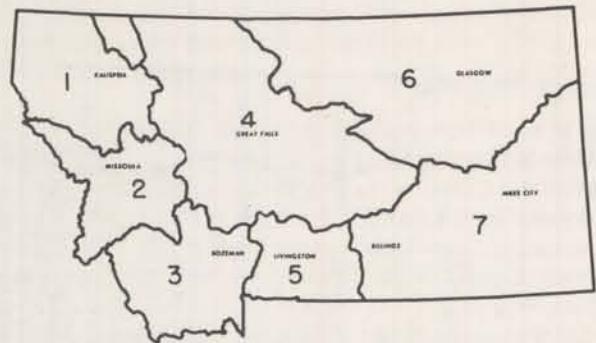 1
KALISPELL
6
GLASGOW
4
GREAT FALLS
MISSOULA
2
MILES CITY
7
3
BOZEMAN
LIVINGSTON
5
BILLINGS